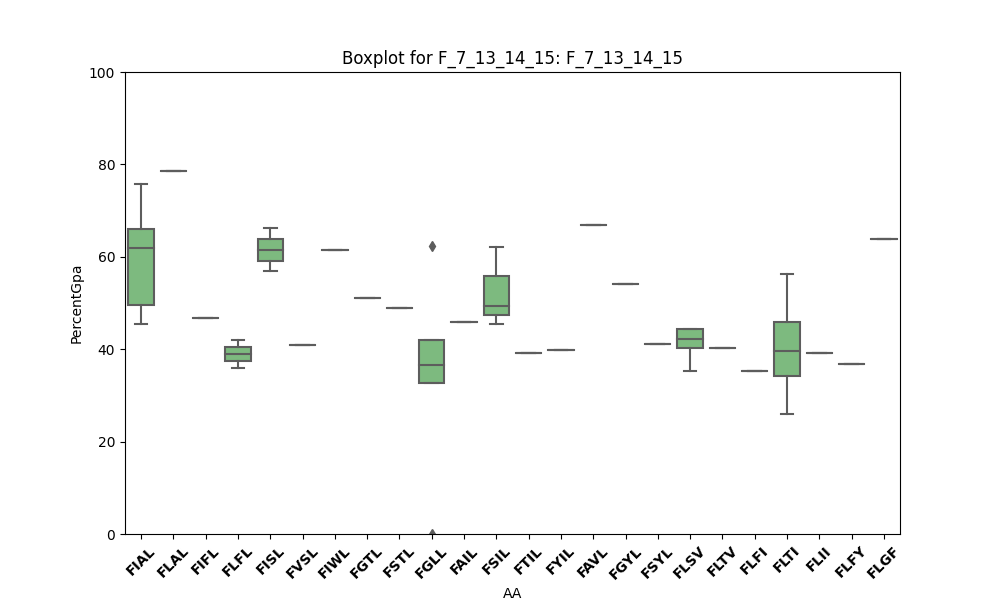 Boxplot for F_7_13_14_15: F_7_13_14_15
100
80
60
40
20
0
PercentGpa
FIAL FLAL FIFL FLFL FISL FVSL FIWL FGTL FSTL FGLL FAIL FSIL FTIL FYIL FAVL FGYL FSYL FLSV FLTV FLFI FLTI FLII FLFY FLGF
AA